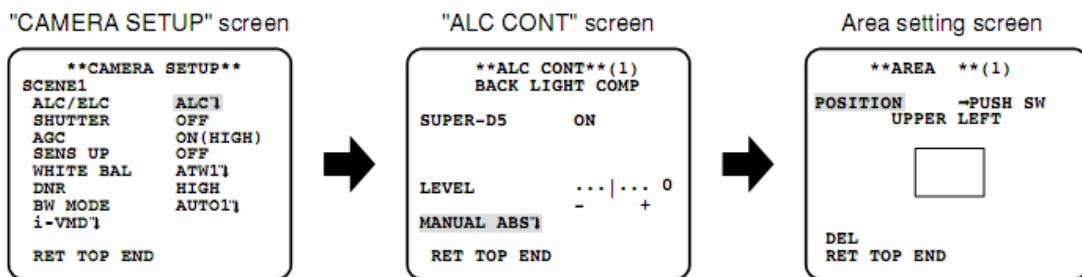 "CAMERA SETUP" screen
**CAMERA SETUP**
SCENE1
ALC/ELC ALC↴
SHUTTER OFF
AGC ON(HIGH)
SENS UP OFF
WHITE BAL ATW1↴
DNR HIGH
BW MODE AUTO1↴
i-VMD↴
RET TOP END
"ALC CONT" screen
**ALC CONT**(1)
BACK LIGHT COMP
SUPER-D5 ON
LEVEL ...|... 0
- +
MANUAL ABS↴
RET TOP END
Area setting screen
**AREA **(1)
POSITION →PUSH SW
UPPER LEFT
DEL
RET TOP END